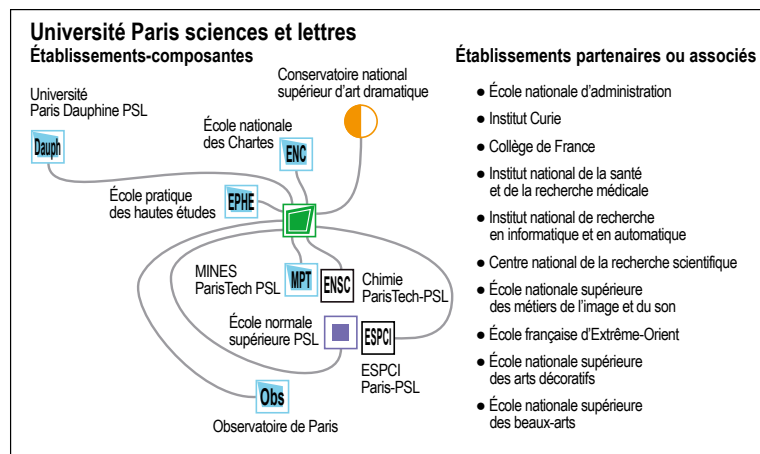 Université Paris sciences et lettres
Établissements-composantes
Université
Paris Dauphine PSL
Dauph
École nationale
des Chartes
ENC
Conservatoire national
supérieur d'art dramatique
École pratique
des hautes études
EPHE
MINES
ParisTech PSL
MPT
ENSC
Chimie
ParisTech-PSL
École normale
supérieure PSL
ESPCI
ESPCI
Paris-PSL
Obs
Observatoire de Paris
Établissements partenaires ou associés
● École nationale d'administration
● Institut Curie
● Collège de France
● Institut national de la santé
et de la recherche médicale
● Institut national de recherche
en informatique et en automatique
● Centre national de la recherche scientifique
● École nationale supérieure
des métiers de l'image et du son
● École française d'Extrême-Orient
● École nationale supérieure
des arts décoratifs
● École nationale supérieure
des beaux-arts